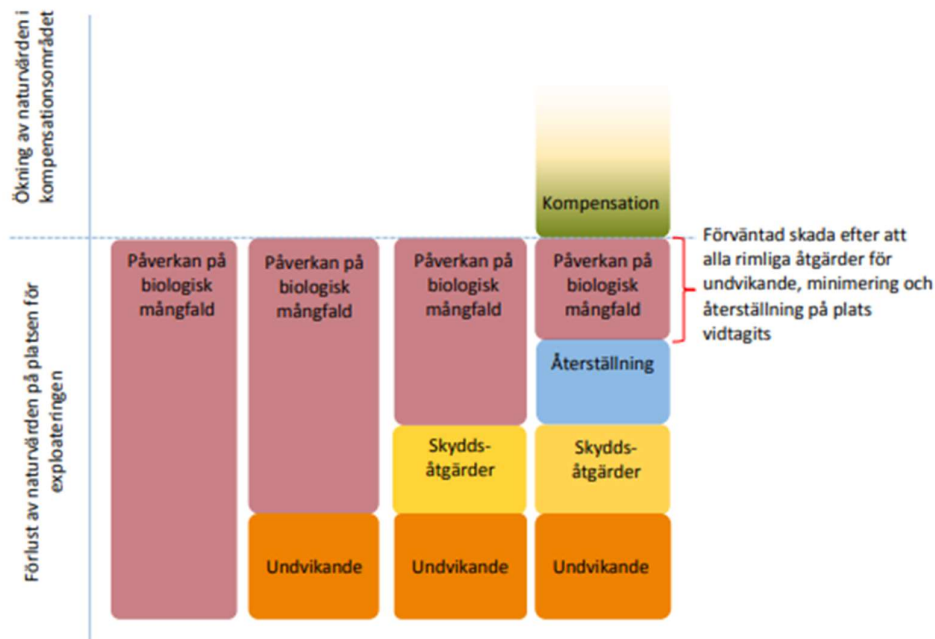 Ökning av naturvärden i
kompensationsområdet
Förlust av naturvärden på platsen för
exploateringen
Påverkan på
biologisk
mångfald
Påverkan på
biologisk
mångfald
Undvikande
Påverkan på
biologisk
mångfald
Skydds-
åtgärder
Undvikande
Kompensation
Påverkan på
biologisk
mångfald
Återställning
Skydds-
åtgärder
Undvikande
Förväntad skada efter att
alla rimliga åtgärder för
undvikande, minimering och
återställning på plats
vidtagits